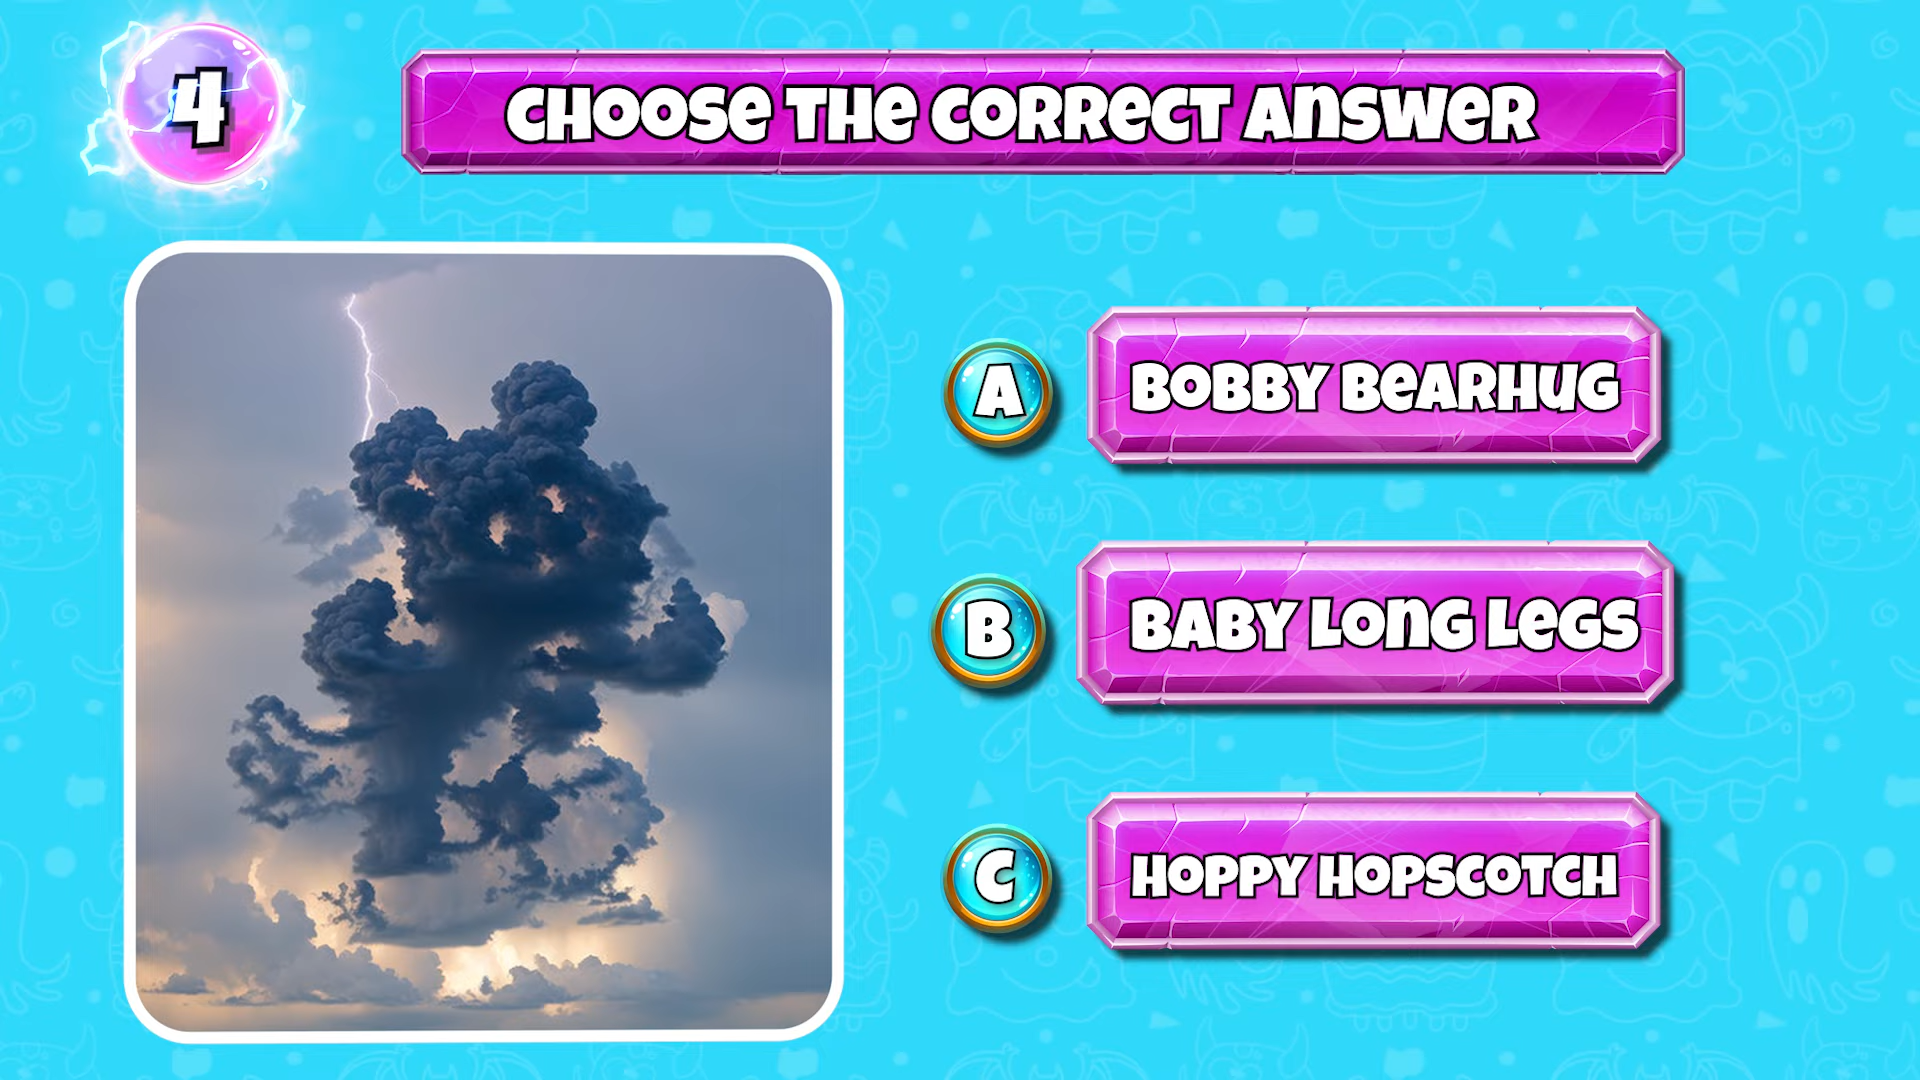 4
CHOOSE THE CORRECT ANSWER
A BOBBY BEARHUG
B BABY LONG LEGS
C HOPPY HOPSCOTCH